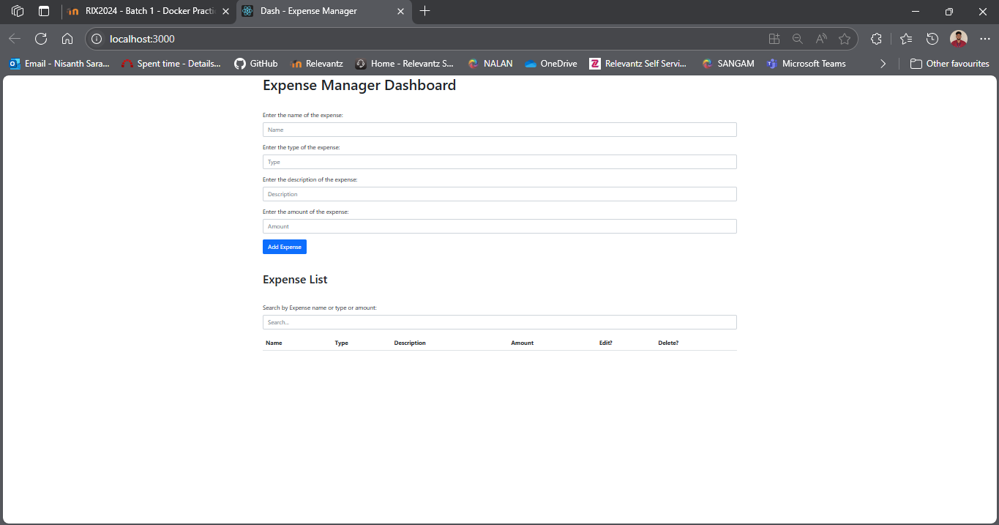 RIX2024 - Batch 1 - Docker Practi
Dash - Expense Manager
localhost:3000
Email - Nisanth Sara...
Spent time - Details...
GitHub
Relevantz
Home - Relevantz S...
NALAN
OneDrive
Relevantz Self Servi...
SANGAM
Microsoft Teams
Other favourites
Expense Manager Dashboard
Enter the name of the expense:
Name
Enter the type of the expense:
Type
Enter the description of the expense:
Description
Enter the amount of the expense:
Amount
Add Expense
Expense List
Search by Expense name or type or amount:
Search...
Name Type Description Amount Edit? Delete?